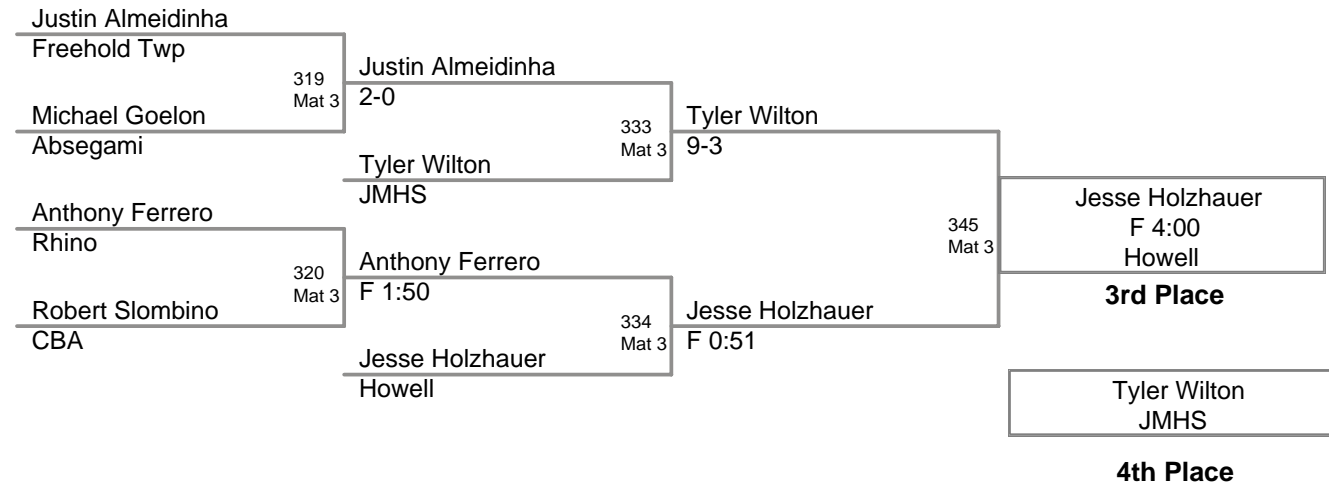 Justin Almeidinha
Freehold Twp
319
Mat 3
Michael Goelon
Absegami
Justin Almeidinha
2-0
333
Mat 3
Tyler Wilton
JMHS
Tyler Wilton
9-3
Anthony Ferrero
Rhino
320
Mat 3
Robert Slombino
CBA
Anthony Ferrero
F 1:50
334
Mat 3
Jesse Holzhauer
Howell
Jesse Holzhauer
F 0:51
345
Mat 3
Jesse Holzhauer
F 4:00
Howell
3rd Place
Tyler Wilton
JMHS
4th Place